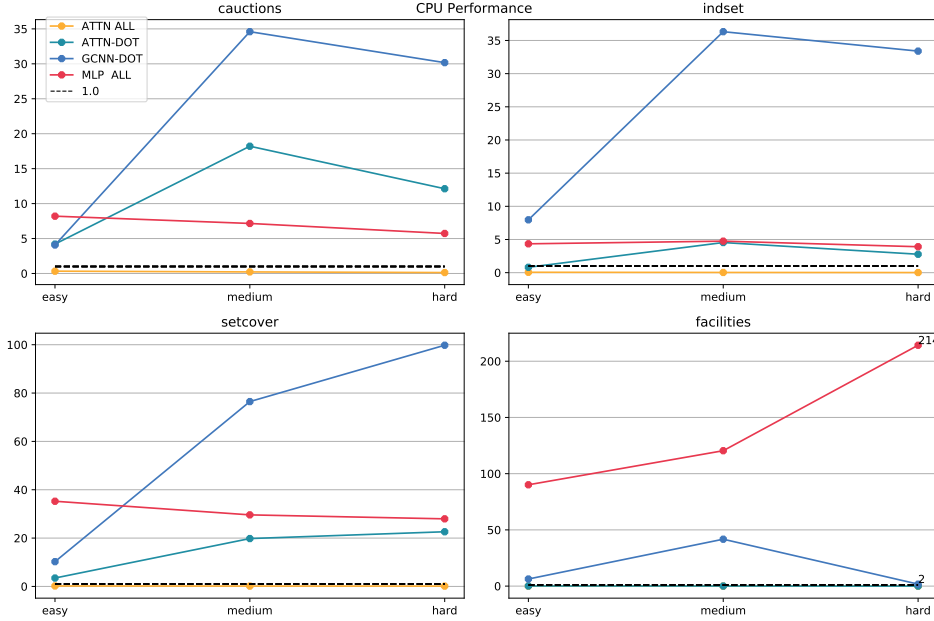 CPU Performance
cauctions
ATTN ALL
ATTN-DOT
GCNN-DOT
MLP ALL
1.0
35
30
25
20
15
10
5
0
easy medium hard
indset
35
30
25
20
15
10
5
0
easy medium hard
setcover
100
80
60
40
20
0
easy medium hard
facilities
200
150
100
50
0
214
2
easy medium hard